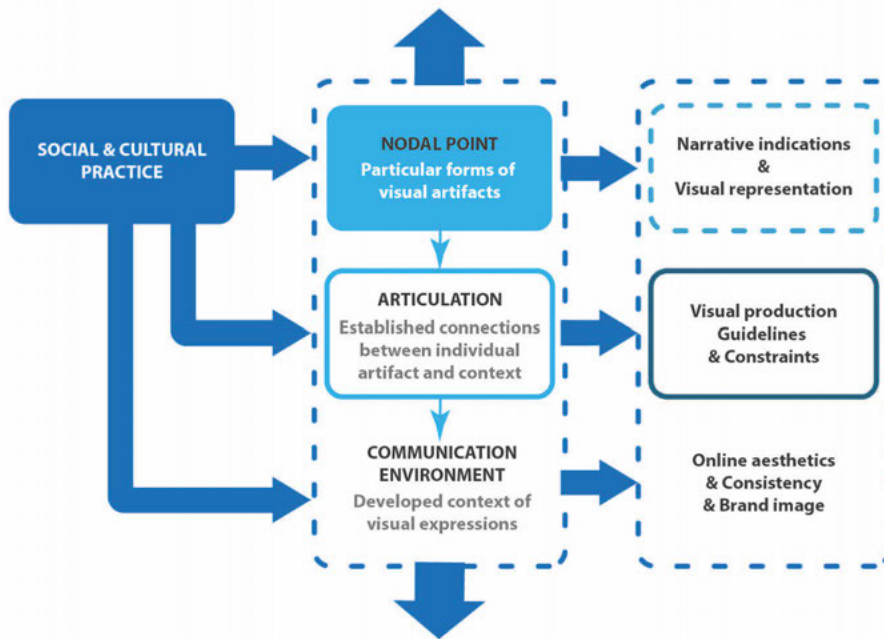 SOCIAL & CULTURAL
PRACTICE
NODAL POINT
Particular forms of
visual artifacts
Narrative indications
&
Visual representation
ARTICULATION
Established connections
between individual
artifact and context
Visual production
Guidelines
& Constraints
COMMUNICATION
ENVIRONMENT
Developed context of
visual expressions
Online aesthetics
& Consistency
& Brand image